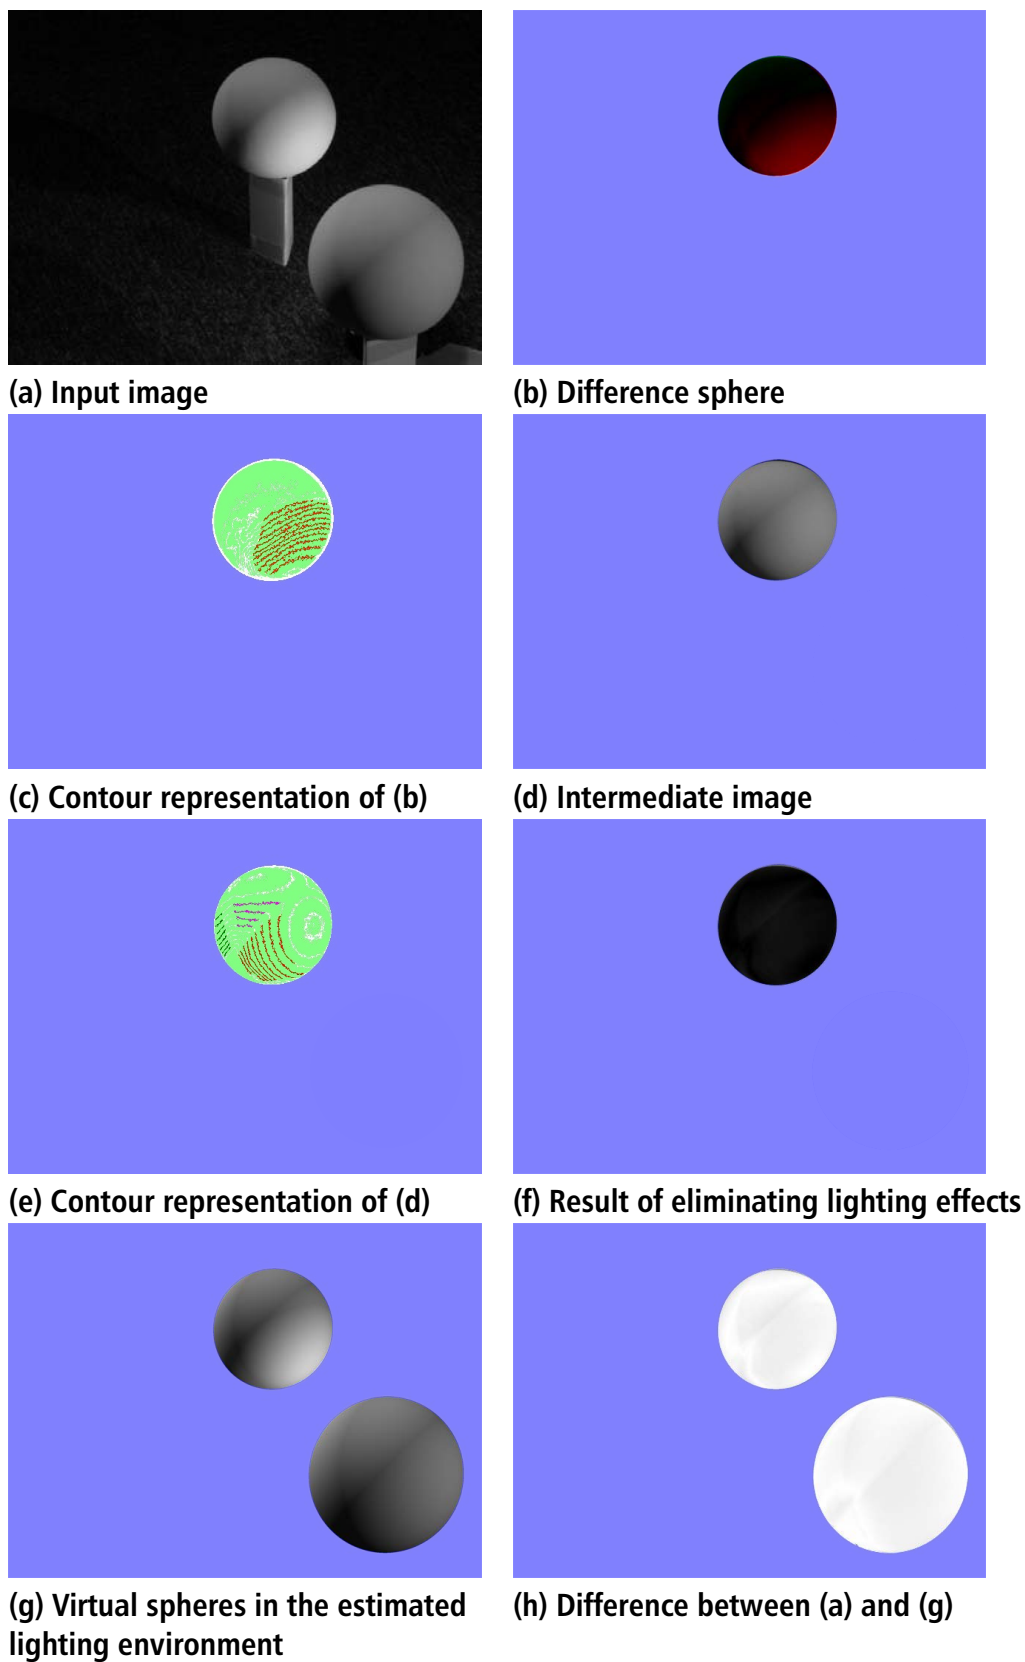 (a) Input image
(b) Difference sphere
(c) Contour representation of (b)
(d) Intermediate image
(e) Contour representation of (d)
(f) Result of eliminating lighting effects
(g) Virtual spheres in the estimated
lighting environment
(h) Difference between (a) and (g)